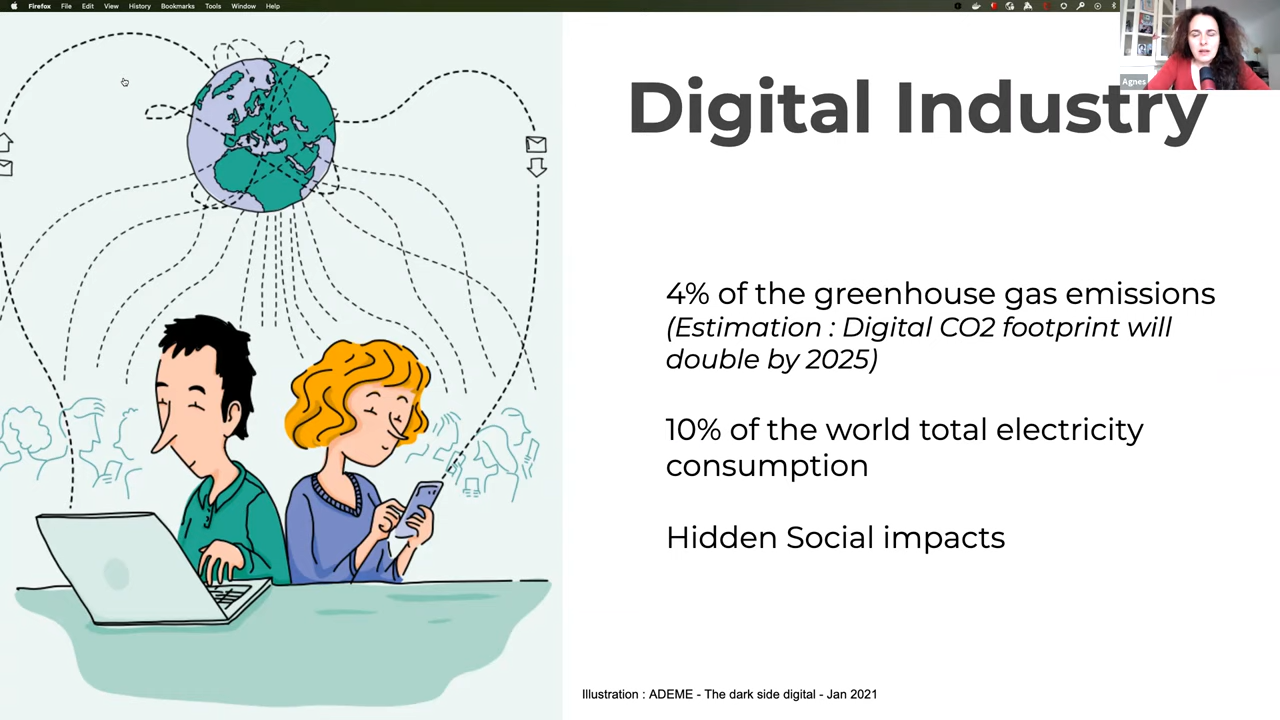 Firefox File Edit View History Bookmarks Tools Window Help
Agnes
Digital Industry
4% of the greenhouse gas emissions
(Estimation : Digital CO2 footprint will
double by 2025)
10% of the world total electricity
consumption
Hidden Social impacts
Illustration : ADEME - The dark side digital - Jan 2021